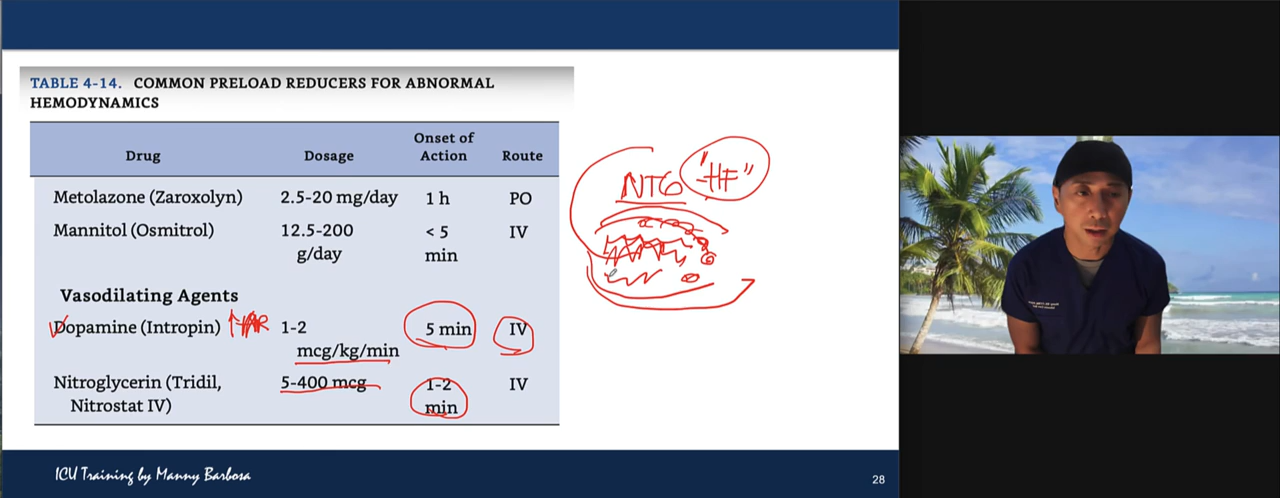 TABLE 4-14. COMMON PRELOAD REDUCERS FOR ABNORMAL
HEMODYNAMICS
Drug Dosage Onset of Action Route
Metolazone (Zaroxolyn) 2.5-20 mg/day 1 h PO
Mannitol (Osmitrol) 12.5-200 g/day < 5 min IV
Vasodilating Agents
Dopamine (Intropin) ↑HR 1-2 mcg/kg/min 5 min IV
Nitroglycerin (Tridil, Nitrostat IV) 5-400 mcg 1-2 min IV
NTG "HF"
ICU Training by Manny Barbosa
28